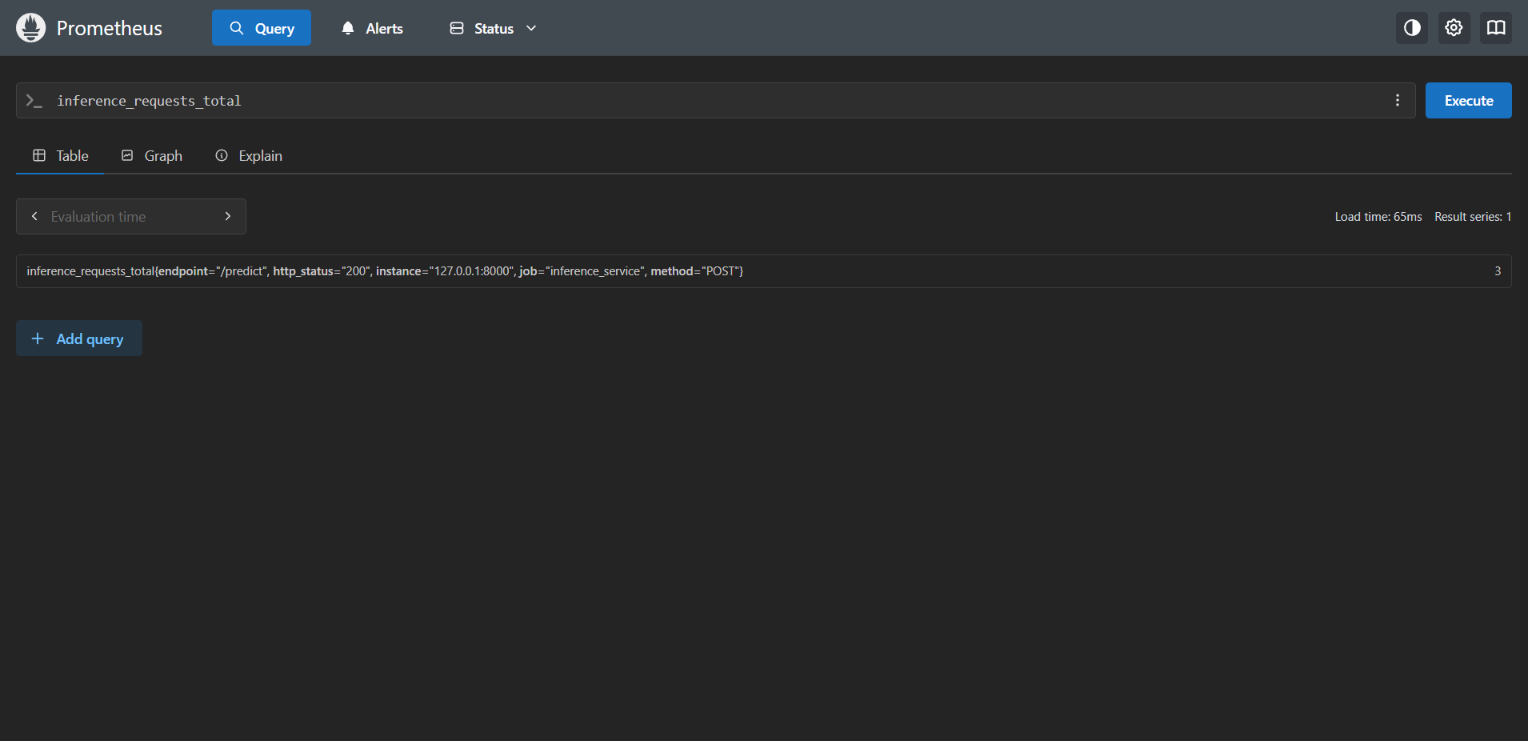 Prometheus Query Alerts Status
>_ inference_requests_total Execute
Table Graph Explain
Evaluation time Load time: 65ms Result series: 1
inference_requests_total{endpoint="/predict", http_status="200", instance="127.0.0.1:8000", job="inference_service", method="POST"} 3
+ Add query